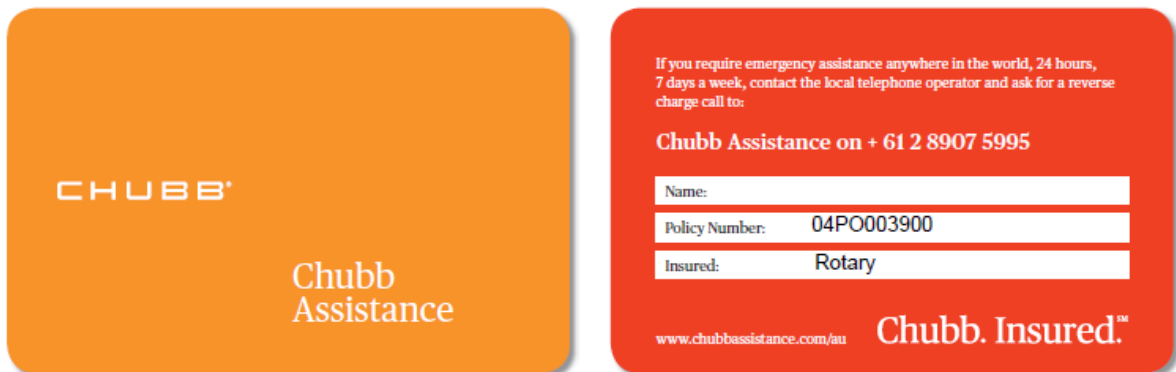 CHUBB®
Chubb
Assistance
If you require emergency assistance anywhere in the world, 24 hours,
7 days a week, contact the local telephone operator and ask for a reverse
charge call to:
Chubb Assistance on + 61 2 8907 5995
Name:
Policy Number: 04PO003900
Insured: Rotary
www.chubbassistance.com/au Chubb. Insured.℠